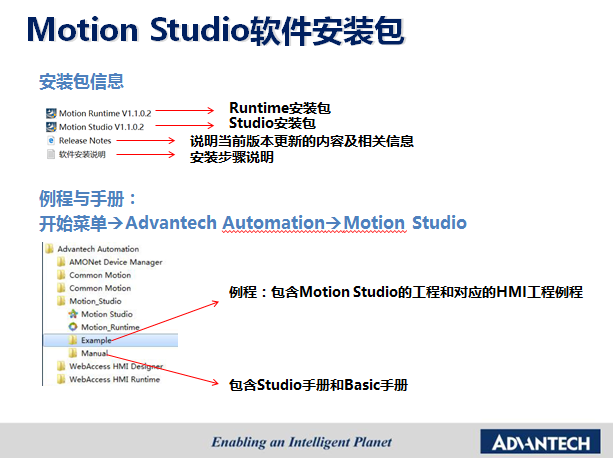 Motion Studio软件安装包
安装包信息
Motion Runtime V1.1.0.2
Runtime安装包
Motion Studio V1.1.0.2
Studio安装包
Release Notes
说明当前版本更新的内容及相关信息
软件安装说明
安装步骤说明
例程与手册：
开始菜单→Advantech Automation→Motion Studio
Advantech Automation
AMONet Device Manager
Common Motion
Common Motion
Motion_Studio
Motion Studio
Motion_Runtime
Example
Manual
WebAccess HMI Designer
WebAccess HMI Runtime
例程：包含Motion Studio的工程和对应的HMI工程例程
包含Studio手册和Basic手册
Enabling an Intelligent Planet
ADVANTECH